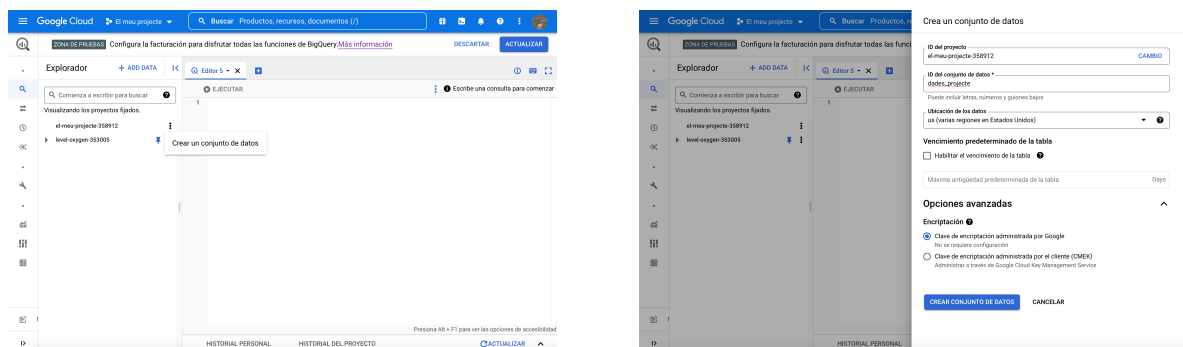 Google Cloud El meu projecte Buscar Productos, recursos, documentos (/)
ZONA DE PRUEBAS Configura la facturación para disfrutar todas las funciones de BigQuery. Más información DESCARTAR ACTUALIZAR
Explorador + ADD DATA
Editor 5
EJECUTAR
Escribe una consulta para comenzar
Comienza a escribir para buscar
1
Visualizando los proyectos fijados.
el-meu-projecte-358912
level-oxygen-353005
Crear un conjunto de datos
Presiona Alt + F1 para ver las opciones de accesibilidad
HISTORIAL PERSONAL HISTORIAL DEL PROYECTO ACTUALIZAR
Google Cloud El meu projecte Buscar Productos, r
ZONA DE PRUEBAS Configura la facturación para disfrutar todas las funci
Explorador + ADD DATA
Editor 5
EJECUTAR
Comienza a escribir para buscar
1
Visualizando los proyectos fijados.
el-meu-projecte-358912
level-oxygen-353005
HISTORIAL PERSONAL
Crea un conjunto de datos
ID del proyecto
el-meu-projecte-358912 CAMBIO
ID del conjunto de datos *
dades_projecte
Puede incluir letras, números y guiones bajos
Ubicación de los datos
us (varias regiones en Estados Unidos)
Vencimiento predeterminado de la tabla
Habilitar el vencimiento de la tabla
Máxima antigüedad predeterminada de la tabla Days
Opciones avanzadas
Encriptación
Clave de encriptación administrada por Google
No se requiere configuración
Clave de encriptación administrada por el cliente (CMEK)
Administrar a través de Google Cloud Key Management Service
CREAR CONJUNTO DE DATOS CANCELAR